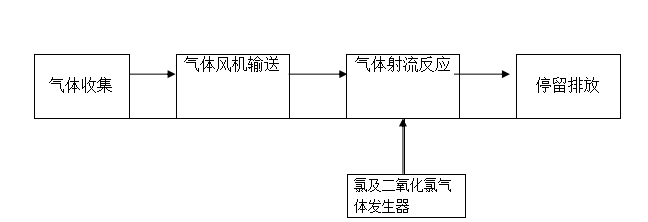 气体收集
气体风机输送
气体射流反应
停留排放
氯及二氧化氯气
体发生器